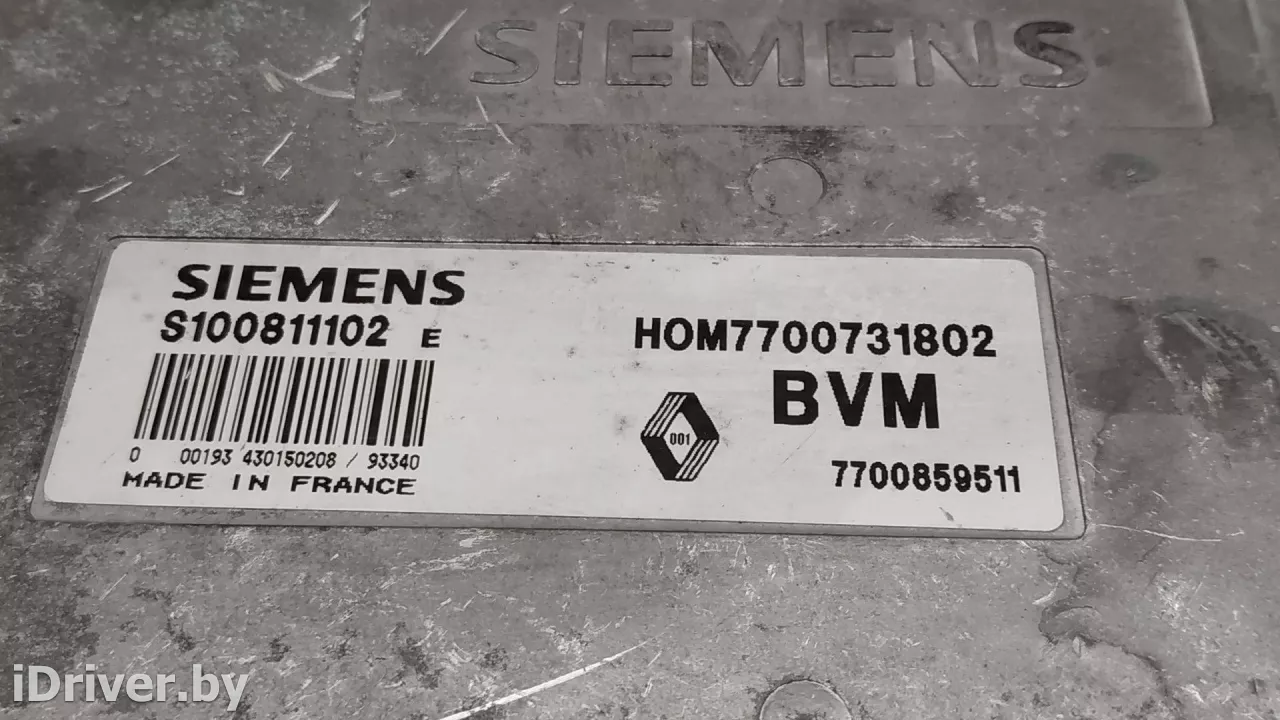 SIEMENS
SIEMENS
S100811102 E
0 00193 430150208 / 93340
MADE IN FRANCE
HOM7700731802
BVM
001
7700859511
iDriver.by